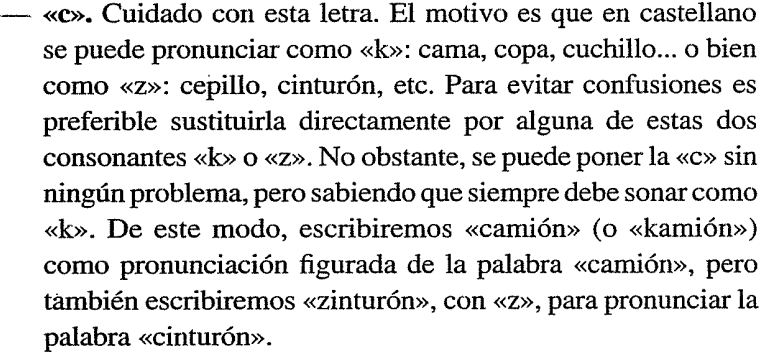 — «c». Cuidado con esta letra. El motivo es que en castellano
se puede pronunciar como «k»: cama, copa, cuchillo... o bien
como «z»: cepillo, cinturón, etc. Para evitar confusiones es
preferible sustituirla directamente por alguna de estas dos
consonantes «k» o «z». No obstante, se puede poner la «c» sin
ningún problema, pero sabiendo que siempre debe sonar como
«k». De este modo, escribiremos «camión» (o «kamión»)
como pronunciación figurada de la palabra «camión», pero
también escribiremos «zinturón», con «z», para pronunciar la
palabra «cinturón».